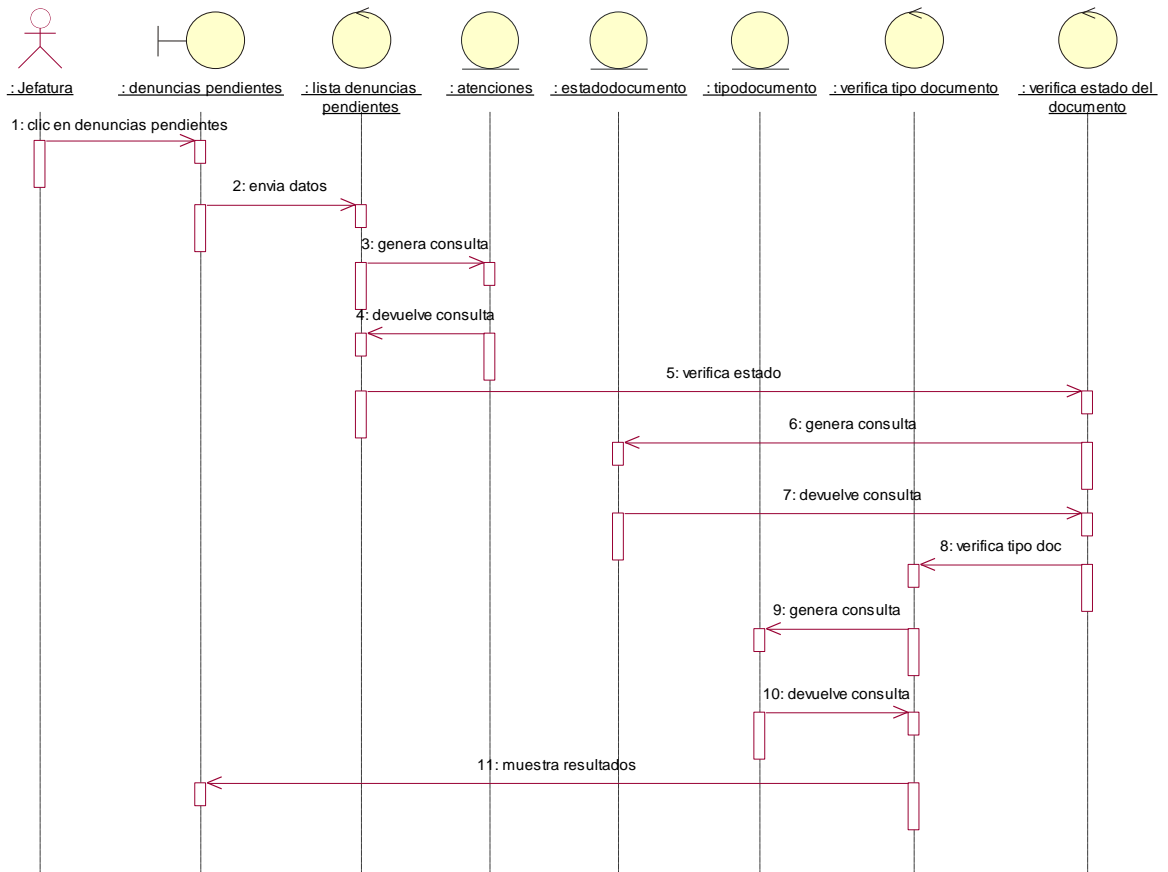 : Jefatura
: denuncias pendientes
: lista denuncias
pendientes
: atenciones
: estadodocumento
: tipodocumento
: verifica tipo documento
: verifica estado del
documento
1: clic en denuncias pendientes
2: envia datos
3: genera consulta
4: devuelve consulta
5: verifica estado
6: genera consulta
7: devuelve consulta
8: verifica tipo doc
9: genera consulta
10: devuelve consulta
11: muestra resultados